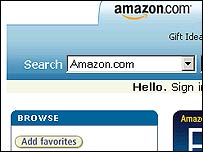 amazon.com
Gift Idea
Search Amazon.com
Hello. Sign in
BROWSE
Add favorites
Amazo